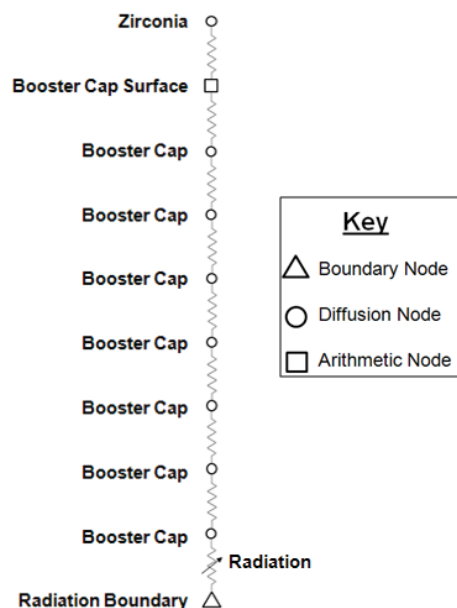 Zirconia
Booster Cap Surface
Booster Cap
Booster Cap
Booster Cap
Booster Cap
Booster Cap
Booster Cap
Booster Cap
Radiation
Radiation Boundary
Key
Boundary Node
Diffusion Node
Arithmetic Node